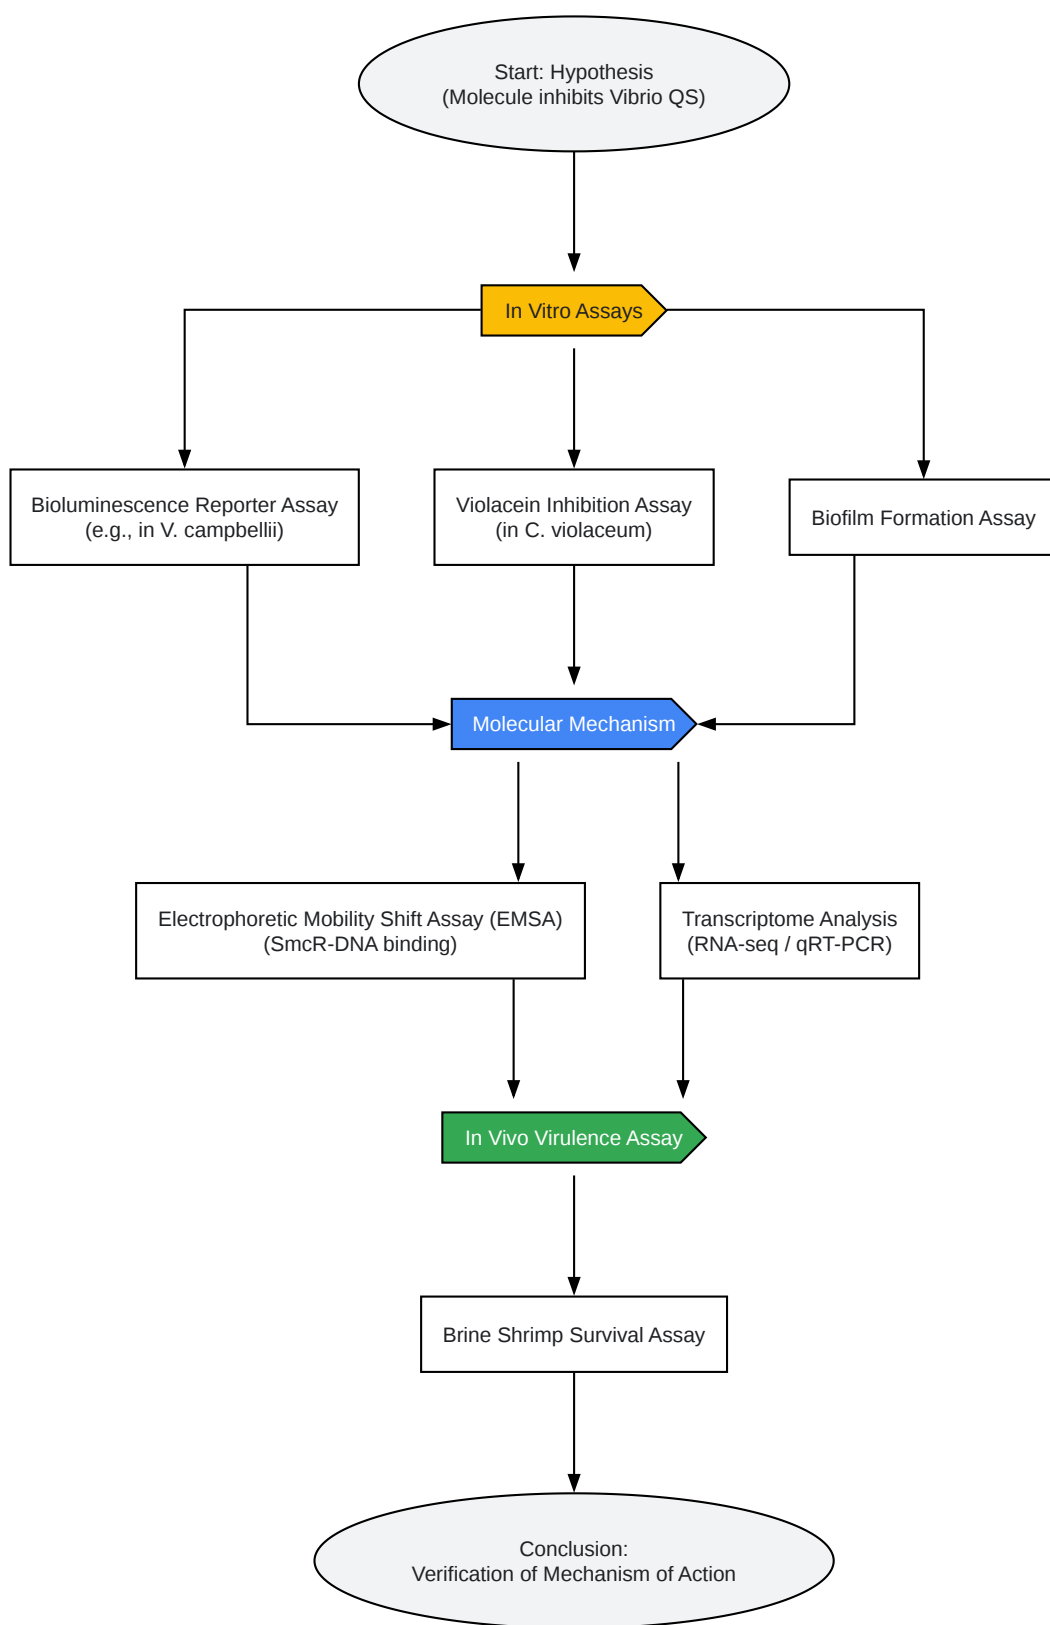 Start: Hypothesis
(Molecule inhibits Vibrio QS)
In Vitro Assays
Bioluminescence Reporter Assay
(e.g., in V. campbellii)
Violacein Inhibition Assay
(in C. violaceum)
Biofilm Formation Assay
Molecular Mechanism
Electrophoretic Mobility Shift Assay (EMSA)
(SmcR-DNA binding)
Transcriptome Analysis
(RNA-seq / qRT-PCR)
In Vivo Virulence Assay
Brine Shrimp Survival Assay
Conclusion:
Verification of Mechanism of Action